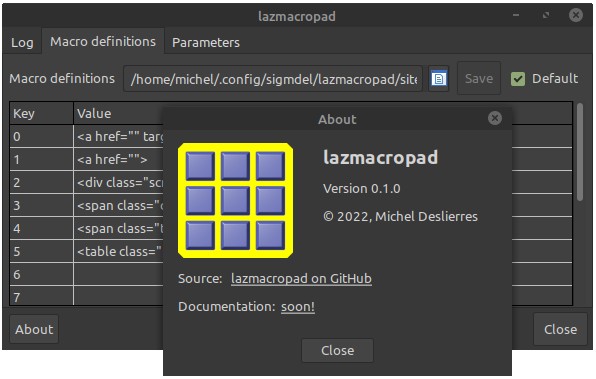 lazmacropad
Log Macro definitions Parameters
Macro definitions /home/michel/.config/sigmdel/lazmacropad/site Save Default
Key Value
0 <a href="" targ
1 <a href="">
2 <div class="scr
3 <span class="c
4 <span class="t
5 <table class="
6
7
About Close
About
lazmacropad
Version 0.1.0
© 2022, Michel Deslierres
Source: lazmacropad on GitHub
Documentation: soon!
Close